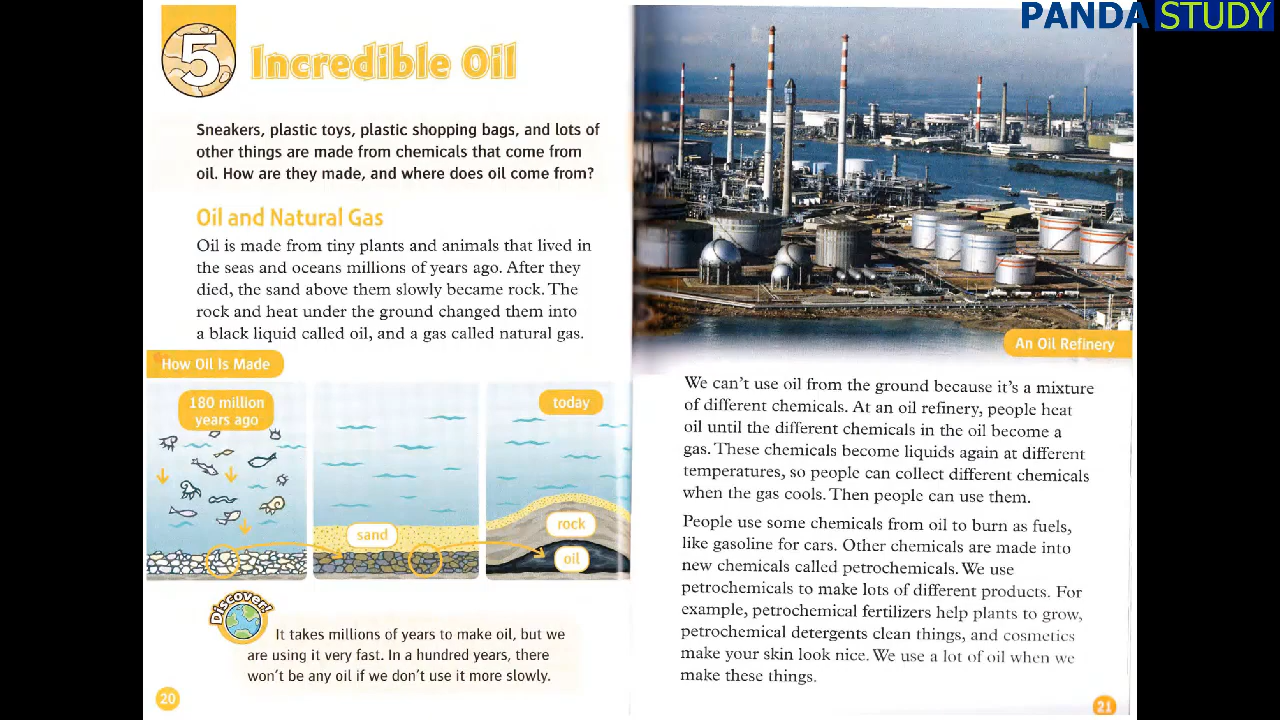 PANDA STUDY
5
Incredible Oil
Sneakers, plastic toys, plastic shopping bags, and lots of
other things are made from chemicals that come from
oil. How are they made, and where does oil come from?
Oil and Natural Gas
Oil is made from tiny plants and animals that lived in
the seas and oceans millions of years ago. After they
died, the sand above them slowly became rock. The
rock and heat under the ground changed them into
a black liquid called oil, and a gas called natural gas.
How Oil Is Made
180 million
years ago
sand
today
rock
oil
Discover!
It takes millions of years to make oil, but we
are using it very fast. In a hundred years, there
won't be any oil if we don't use it more slowly.
20
An Oil Refinery
We can't use oil from the ground because it's a mixture
of different chemicals. At an oil refinery, people heat
oil until the different chemicals in the oil become a
gas. These chemicals become liquids again at different
temperatures, so people can collect different chemicals
when the gas cools. Then people can use them.
People use some chemicals from oil to burn as fuels,
like gasoline for cars. Other chemicals are made into
new chemicals called petrochemicals. We use
petrochemicals to make lots of different products. For
example, petrochemical fertilizers help plants to grow,
petrochemical detergents clean things, and cosmetics
make your skin look nice. We use a lot of oil when we
make these things.
21